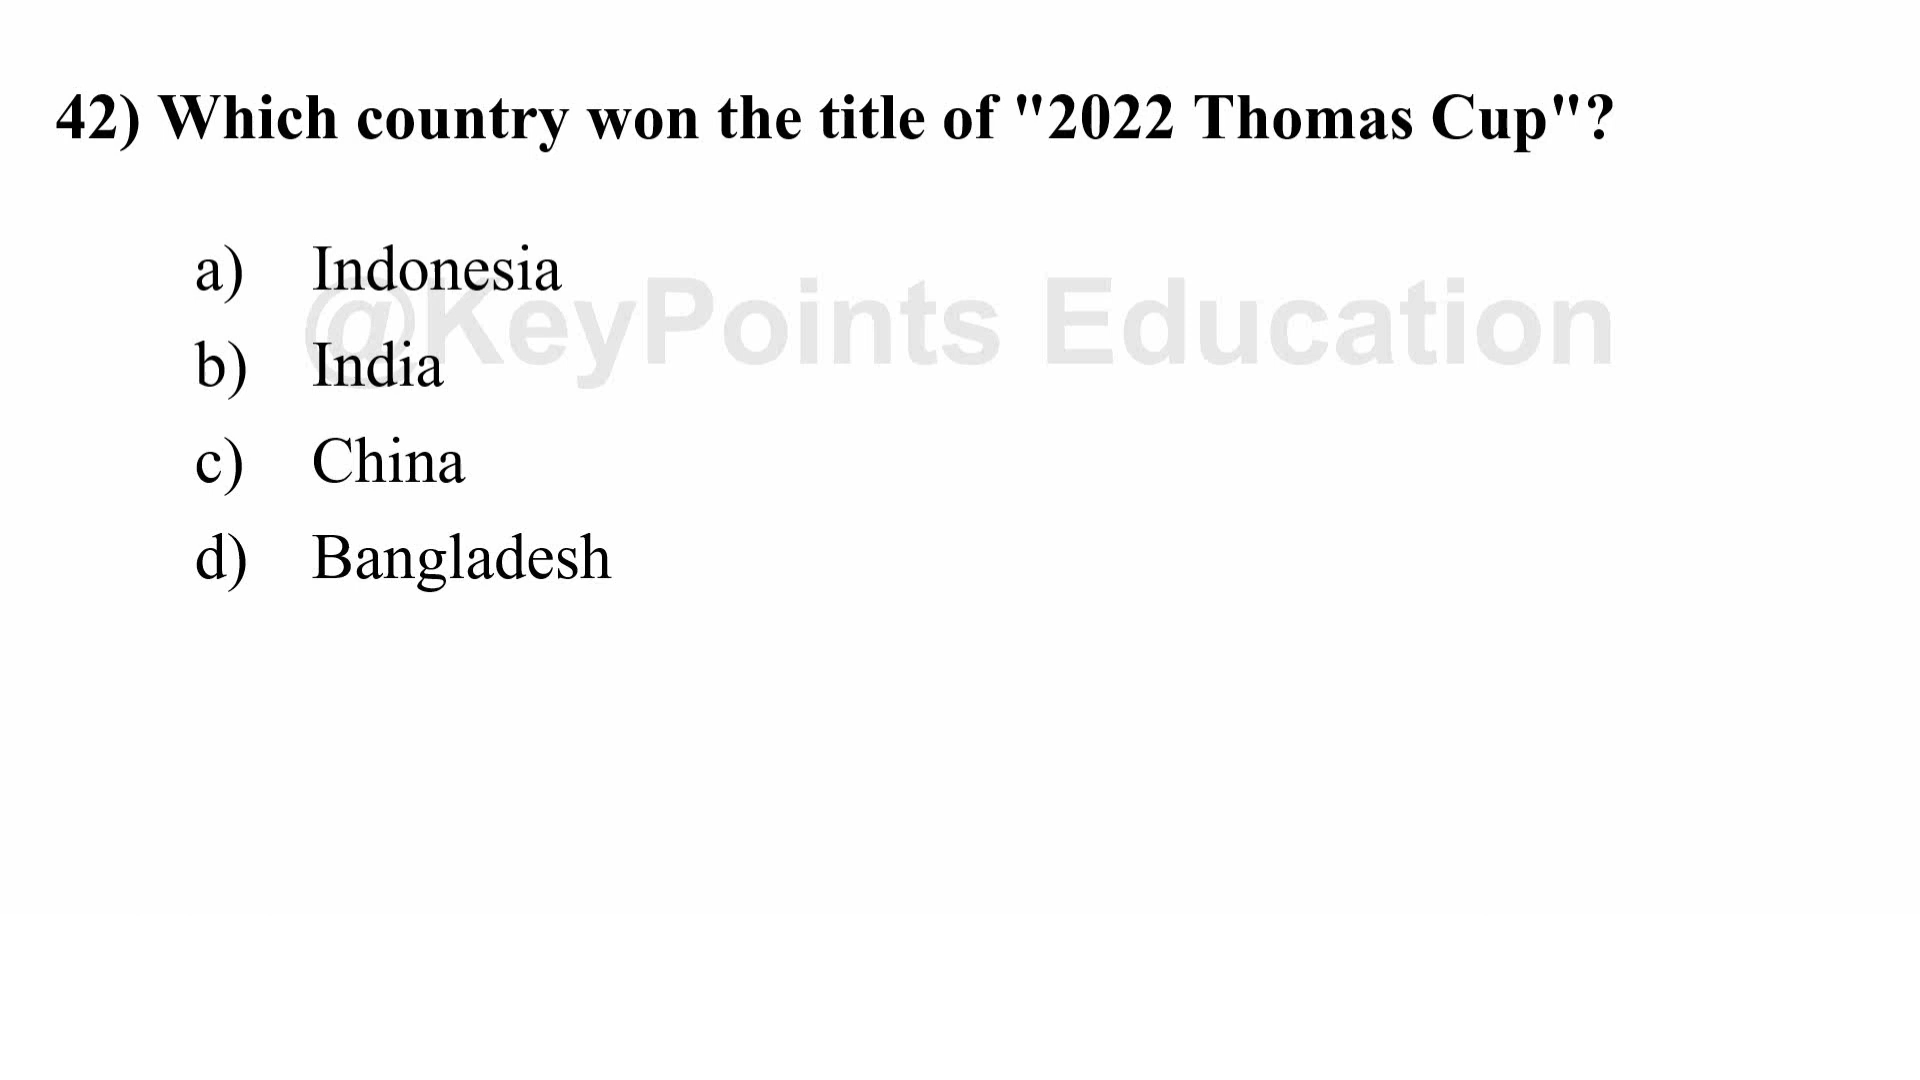 42) Which country won the title of "2022 Thomas Cup"?
a) Indonesia
@KeyPoints Education
b) India
c) China
d) Bangladesh